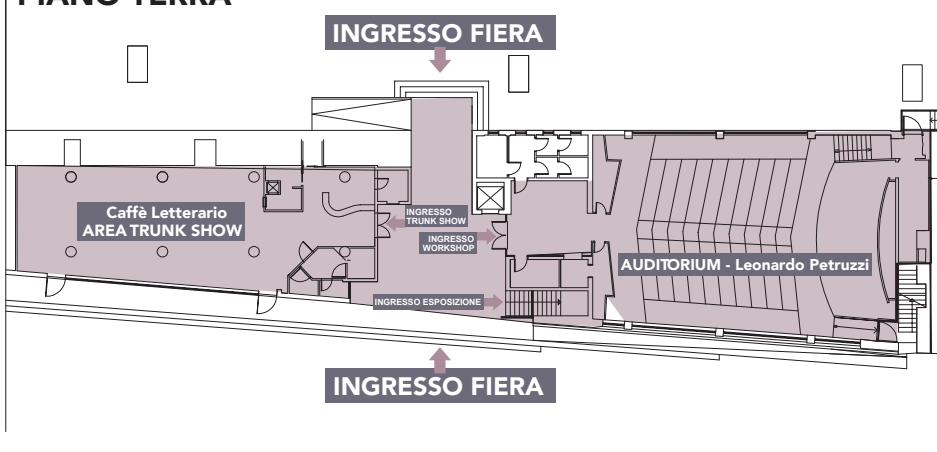 PIANO TERRA
INGRESSO FIERA
Caffè Letterario
AREA TRUNK SHOW
INGRESSO
TRUNK SHOW
INGRESSO
WORKSHOP
AUDITORIUM - Leonardo Petruzzi
INGRESSO ESPOSIZIONE
INGRESSO FIERA